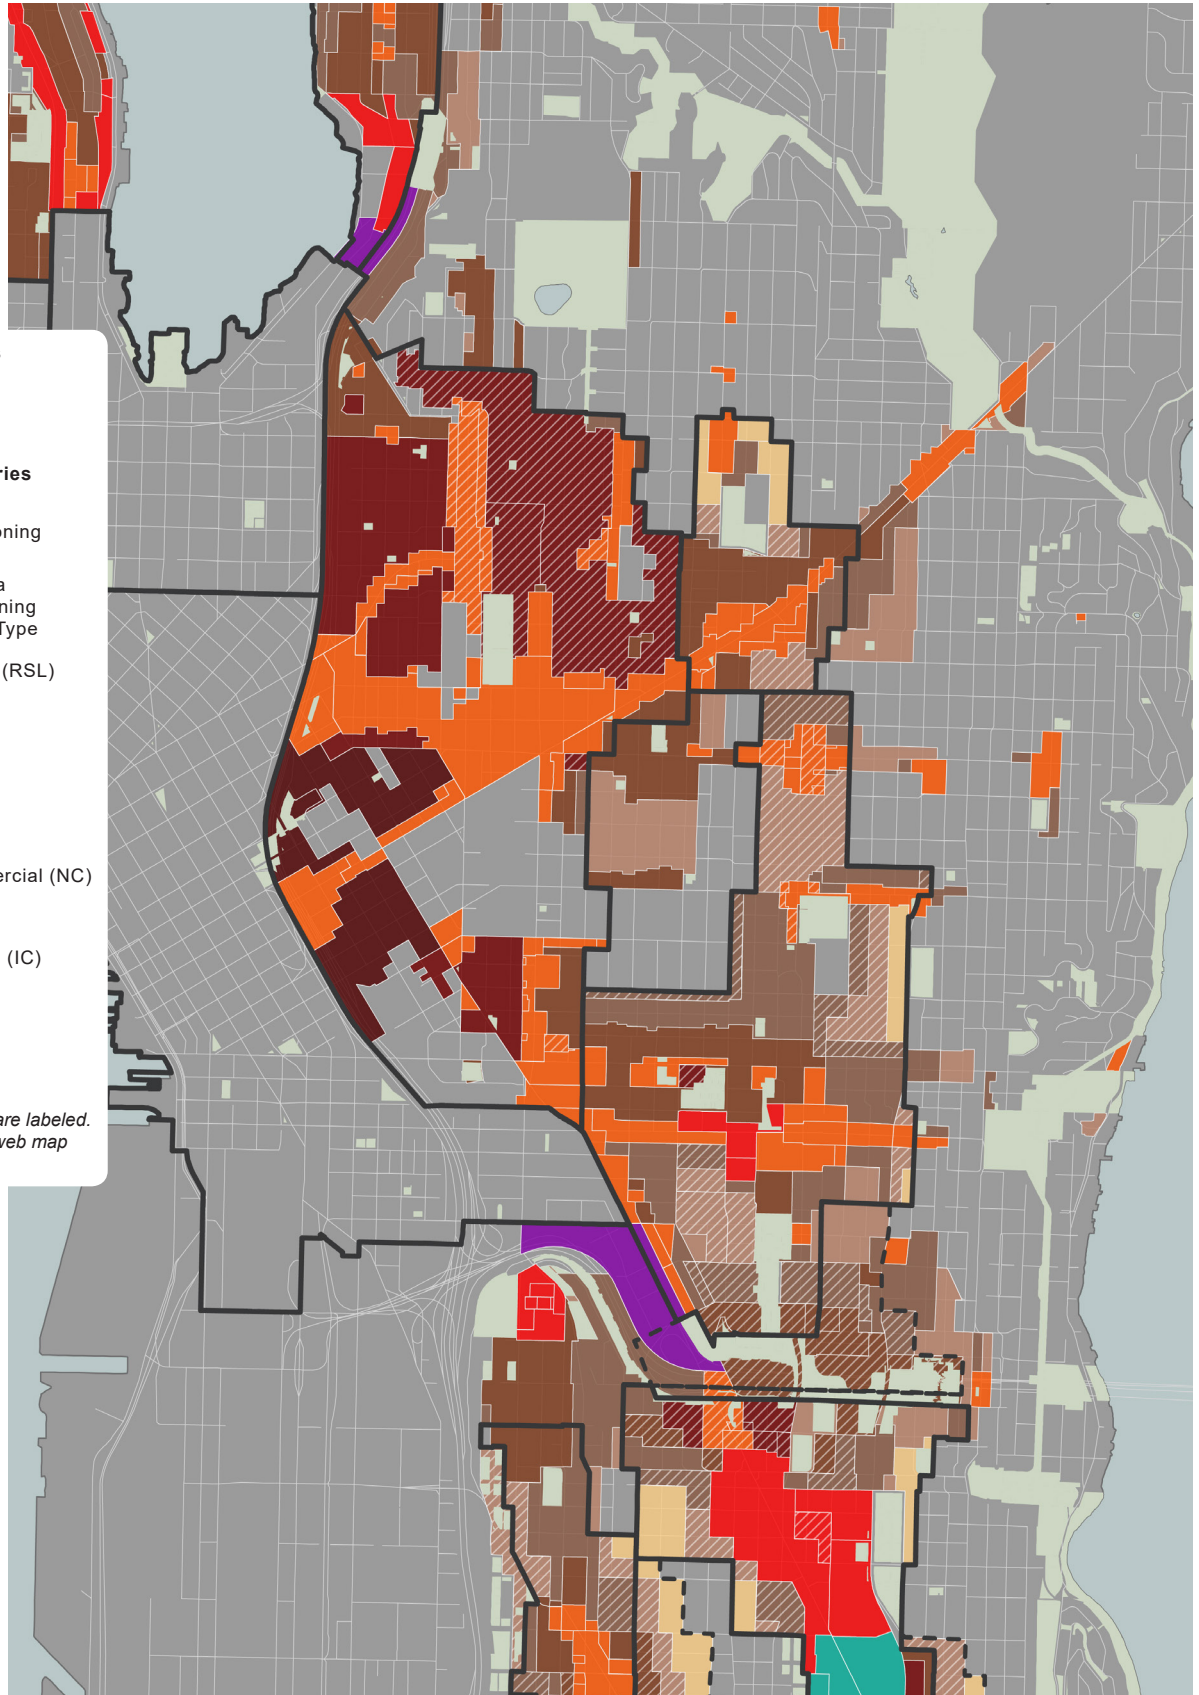 ries
oning
a
ning
Type
(RSL)
ercial (NC)
(IC)
are labeled.
web map